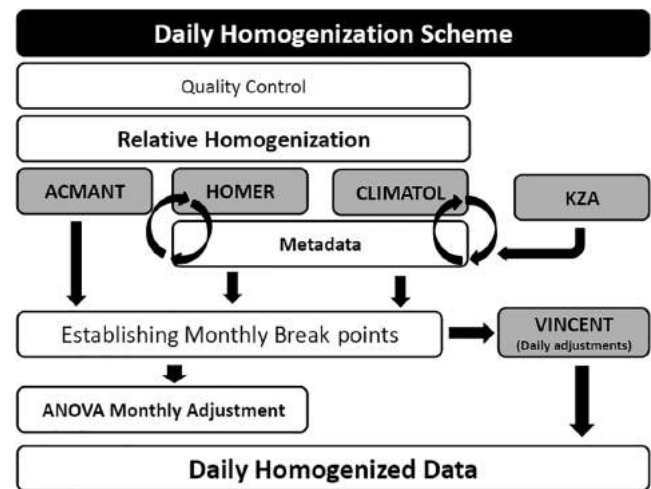 Daily Homogenization Scheme
Quality Control
Relative Homogenization
ACMANT
HOMER
CLIMATOL
KZA
Metadata
Establishing Monthly Break points
VINCENT
(Daily adjustments)
ANOVA Monthly Adjustment
Daily Homogenized Data